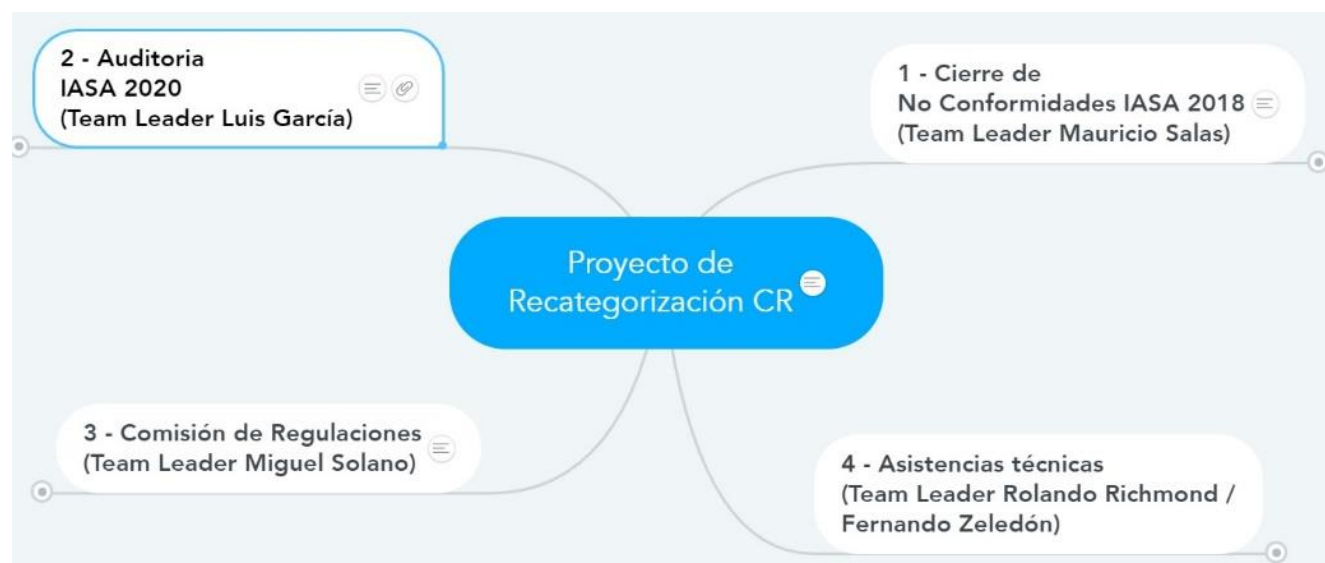 2 - Auditoria
IASA 2020
(Team Leader Luis García)
1 - Cierre de
No Conformidades IASA 2018
(Team Leader Mauricio Salas)
Proyecto de
Recategorización CR
3 - Comisión de Regulaciones
(Team Leader Miguel Solano)
4 - Asistencias técnicas
(Team Leader Rolando Richmond /
Fernando Zeledón)